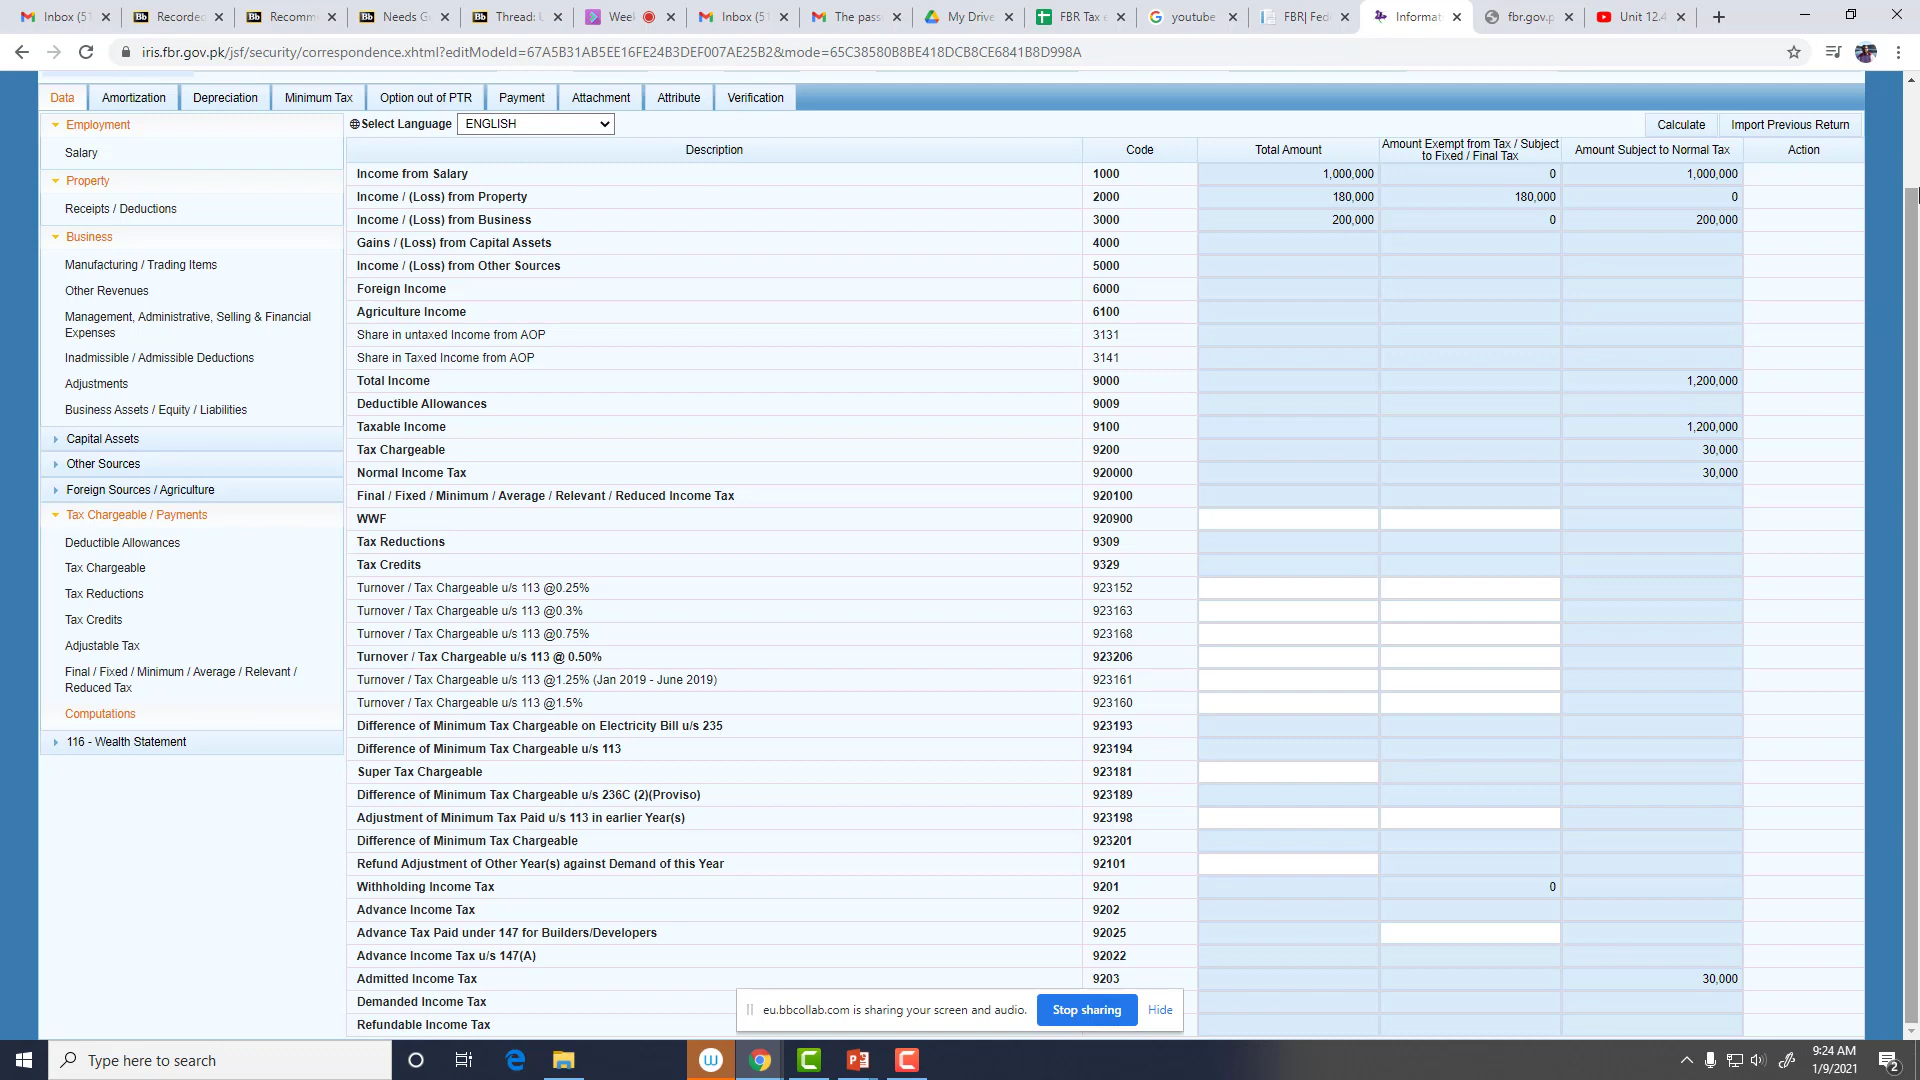 Inbox (51
Recorded
Recomm
Needs G
Thread: U
Week
Inbox (51
The pass
My Drive
FBR Tax e
youtube
FBR| Fed
Informat
fbr.gov.p
Unit 12.4
iris.fbr.gov.pk/jsf/security/correspondence.xhtml?editModeId=67A5B31AB5EE16FE24B3DEF007AE25B2&mode=65C38580B8BE418DCB8CE6841B8D998A
Data Amortization Depreciation Minimum Tax Option out of PTR Payment Attachment Attribute Verification
Employment
Salary
Property
Receipts / Deductions
Business
Manufacturing / Trading Items
Other Revenues
Management, Administrative, Selling & Financial
Expenses
Inadmissible / Admissible Deductions
Adjustments
Business Assets / Equity / Liabilities
Capital Assets
Other Sources
Foreign Sources / Agriculture
Tax Chargeable / Payments
Deductible Allowances
Tax Chargeable
Tax Reductions
Tax Credits
Adjustable Tax
Final / Fixed / Minimum / Average / Relevant /
Reduced Tax
Computations
116 - Wealth Statement
Select Language ENGLISH Calculate Import Previous Return
Description Code Total Amount Amount Exempt from Tax / Subject to Fixed / Final Tax Amount Subject to Normal Tax Action
Income from Salary 1000 1,000,000 0 1,000,000
Income / (Loss) from Property 2000 180,000 180,000 0
Income / (Loss) from Business 3000 200,000 0 200,000
Gains / (Loss) from Capital Assets 4000
Income / (Loss) from Other Sources 5000
Foreign Income 6000
Agriculture Income 6100
Share in untaxed Income from AOP 3131
Share in Taxed Income from AOP 3141
Total Income 9000 1,200,000
Deductible Allowances 9009
Taxable Income 9100 1,200,000
Tax Chargeable 9200 30,000
Normal Income Tax 920000 30,000
Final / Fixed / Minimum / Average / Relevant / Reduced Income Tax 920100
WWF 920900
Tax Reductions 9309
Tax Credits 9329
Turnover / Tax Chargeable u/s 113 @0.25% 923152
Turnover / Tax Chargeable u/s 113 @0.3% 923163
Turnover / Tax Chargeable u/s 113 @0.75% 923168
Turnover / Tax Chargeable u/s 113 @ 0.50% 923206
Turnover / Tax Chargeable u/s 113 @1.25% (Jan 2019 - June 2019) 923161
Turnover / Tax Chargeable u/s 113 @1.5% 923160
Difference of Minimum Tax Chargeable on Electricity Bill u/s 235 923193
Difference of Minimum Tax Chargeable u/s 113 923194
Super Tax Chargeable 923181
Difference of Minimum Tax Chargeable u/s 236C (2)(Proviso) 923189
Adjustment of Minimum Tax Paid u/s 113 in earlier Year(s) 923198
Difference of Minimum Tax Chargeable 923201
Refund Adjustment of Other Year(s) against Demand of this Year 92101
Withholding Income Tax 9201 0
Advance Income Tax 9202
Advance Tax Paid under 147 for Builders/Developers 92025
Advance Income Tax u/s 147(A) 92022
Admitted Income Tax 9203 30,000
Demanded Income Tax
Refundable Income Tax
eu.bbcollab.com is sharing your screen and audio. Stop sharing Hide
Type here to search
9:24 AM
1/9/2021
2